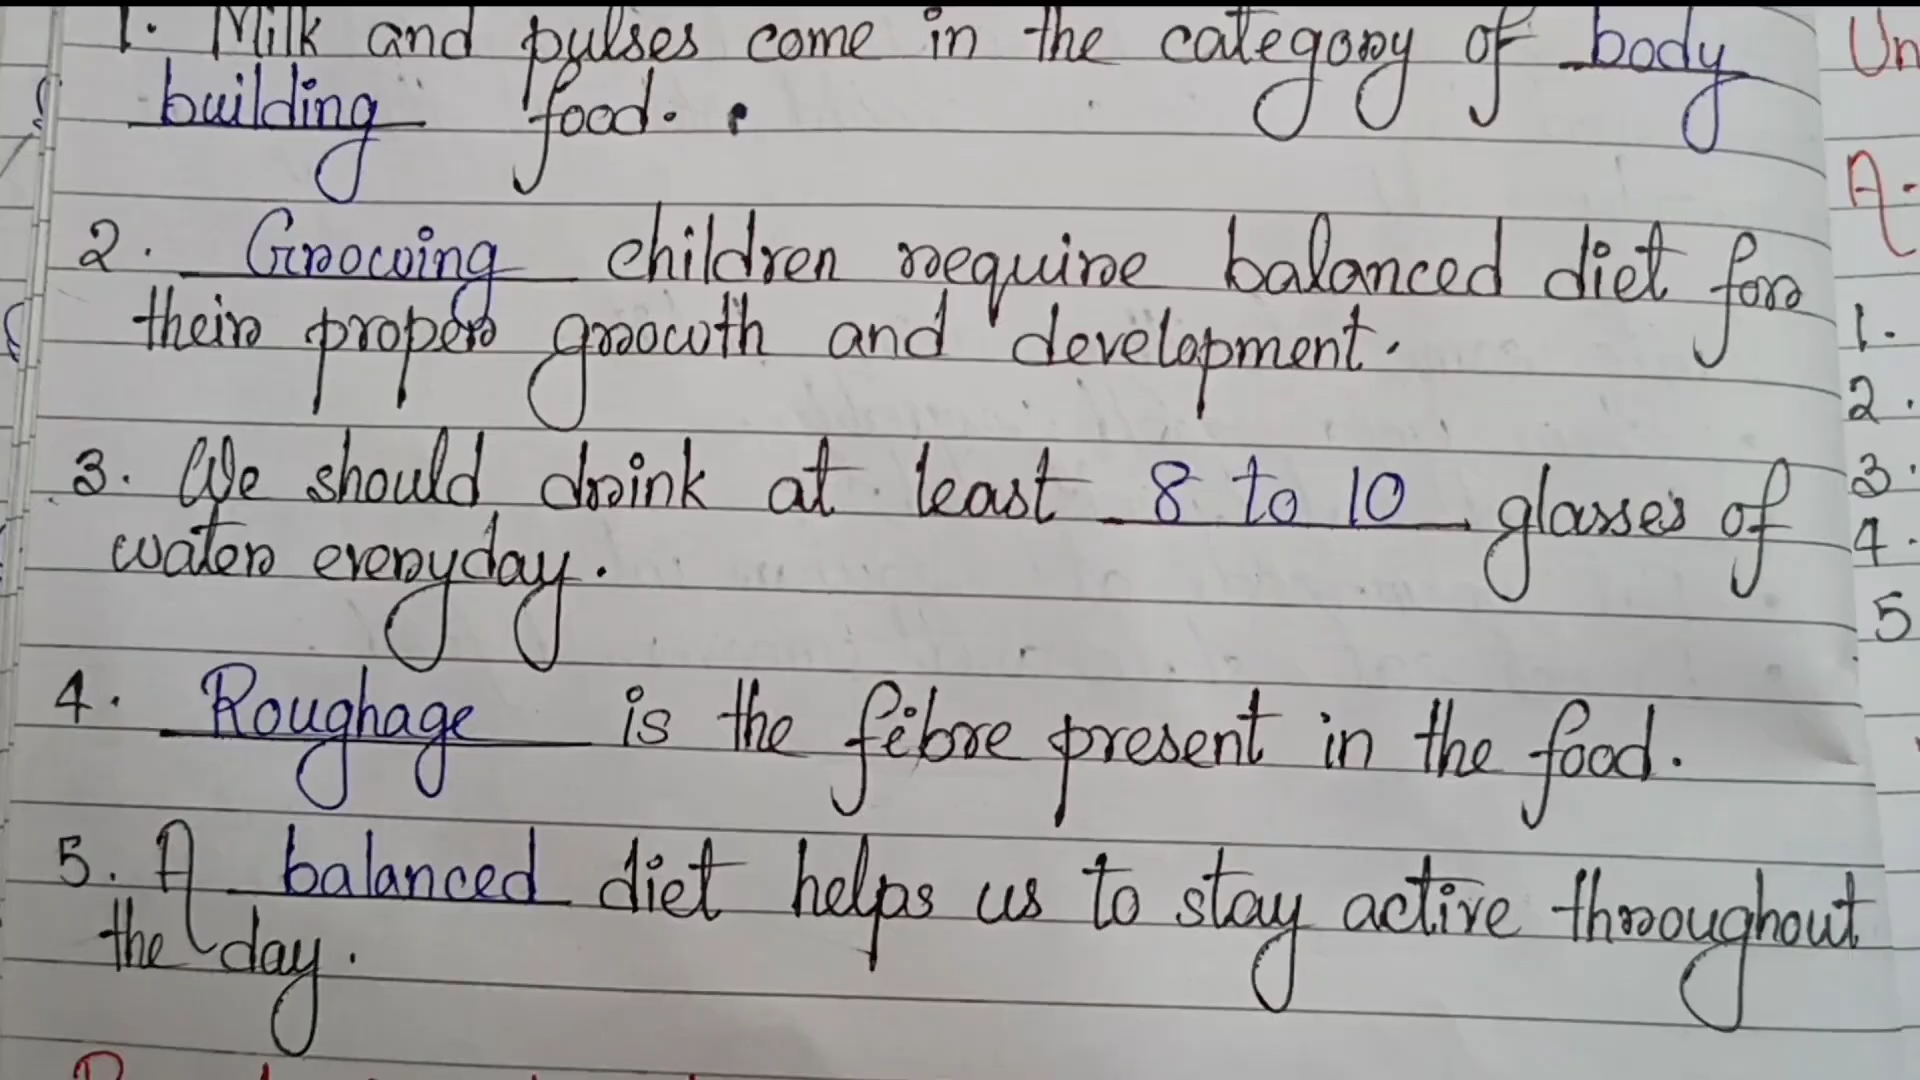 1. Milk and pulses come in the category of body
building food.
2. Growing children require balanced diet for
their proper growth and development.
3. We should drink at least 8 to 10 glasses of
water everyday.
4. Roughage is the fibre present in the food.
5. A balanced diet helps us to stay active throughout
the day.
Un
A.
1.
2.
3.
4.
5